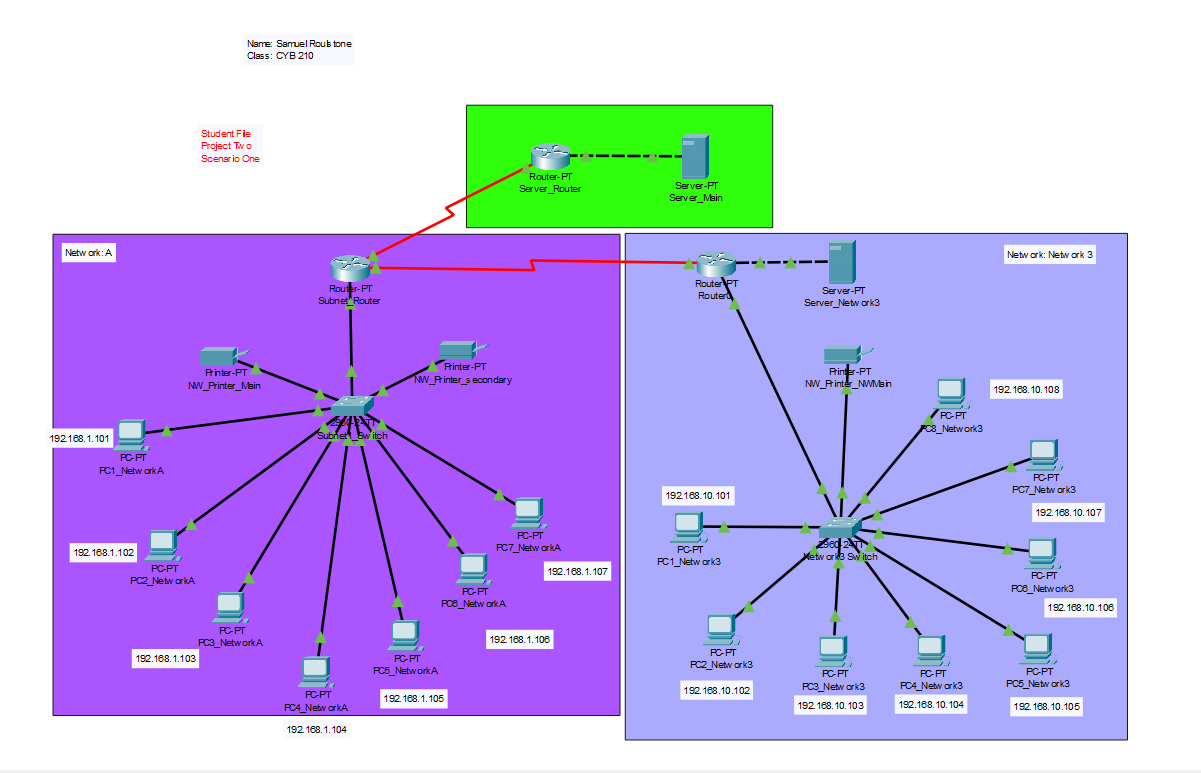 Name: Samuel Roulstone
Class: CYB 210
Student File
Project Two
Scenario One
Router-PT
Server_Router
Server-PT
Server_Main
Network: A
Router-PT
Subnet_Router
Printer-PT
NW_Printer_Main
Printer-PT
NW_Printer_secondary
2960-24TT
Subnet1_Switch
192.168.1.101
PC-PT
PC1_NetworkA
192.168.1.102
PC-PT
PC2_NetworkA
PC-PT
PC3_NetworkA
192.168.1.103
PC-PT
PC4_NetworkA
192.168.1.104
PC-PT
PC5_NetworkA
192.168.1.105
PC-PT
PC6_NetworkA
192.168.1.106
PC-PT
PC7_NetworkA
192.168.1.107
Network: Network 3
Router-PT
Server-PT
Server_Network3
Printer-PT
NW_Printer_NWMain
192.168.10.108
PC-PT
PC8_Network3
PC-PT
PC7_Network3
192.168.10.107
192.168.10.101
PC-PT
PC1_Network3
2960-24TT
Network3 Switch
PC-PT
PC6_Network3
192.168.10.106
PC-PT
PC2_Network3
192.168.10.102
PC-PT
PC3_Network3
192.168.10.103
PC-PT
PC4_Network3
192.168.10.104
PC-PT
PC5_Network3
192.168.10.105